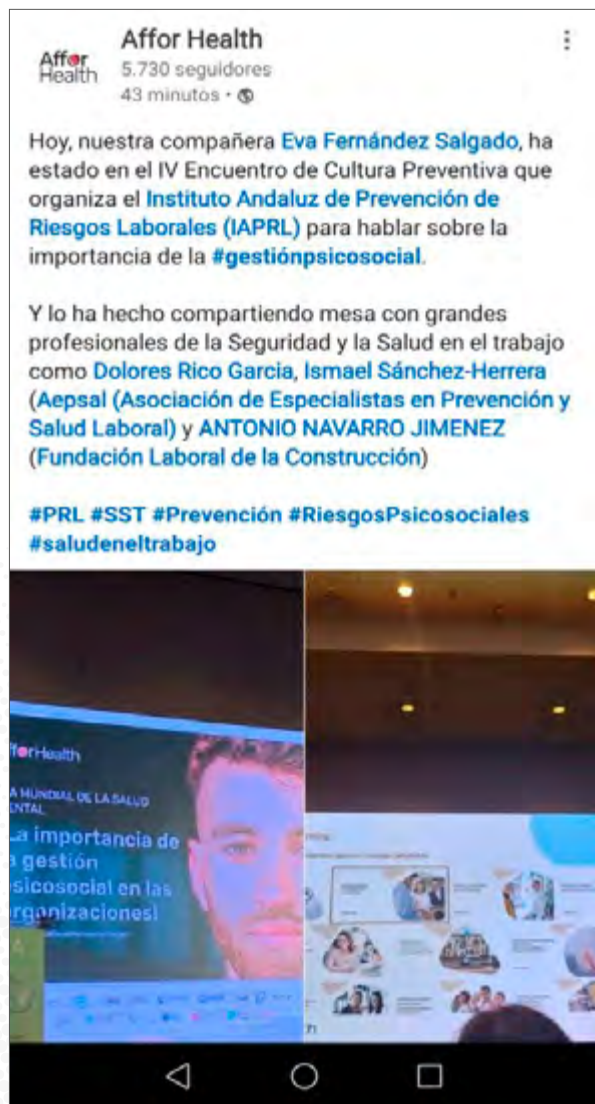 Affor Health
Affor
Health
5.730 seguidores
43 minutos •
Hoy, nuestra compañera Eva Fernández Salgado, ha
estado en el IV Encuentro de Cultura Preventiva que
organiza el Instituto Andaluz de Prevención de
Riesgos Laborales (IAPRL) para hablar sobre la
importancia de la #gestiónpsicosocial.
Y lo ha hecho compartiendo mesa con grandes
profesionales de la Seguridad y la Salud en el trabajo
como Dolores Rico Garcia, Ismael Sánchez-Herrera
(Aepsal (Asociación de Especialistas en Prevención y
Salud Laboral) y ANTONIO NAVARRO JIMENEZ
(Fundación Laboral de la Construcción)
#PRL #SST #Prevención #RiesgosPsicosociales
#saludeneltrabajo
fforHealth
A MUNDIAL DE LA SALUD
ENTAL
La importancia de
a gestión
sicosocial en las
organizaciones!